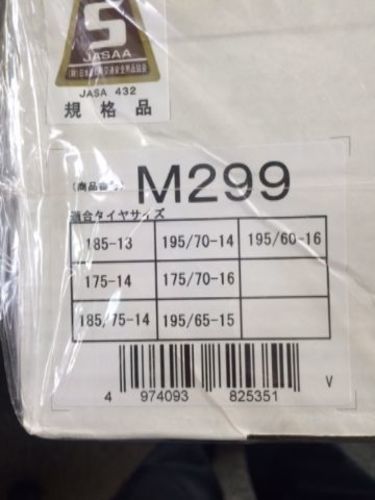 S
JASAA
JASA 432
規格品
(商品番号) M299
適合タイヤサイズ
185-13 195/70-14 195/60-16
175-14 175/70-16
185/75-14 195/65-15
4 974093 825351 V